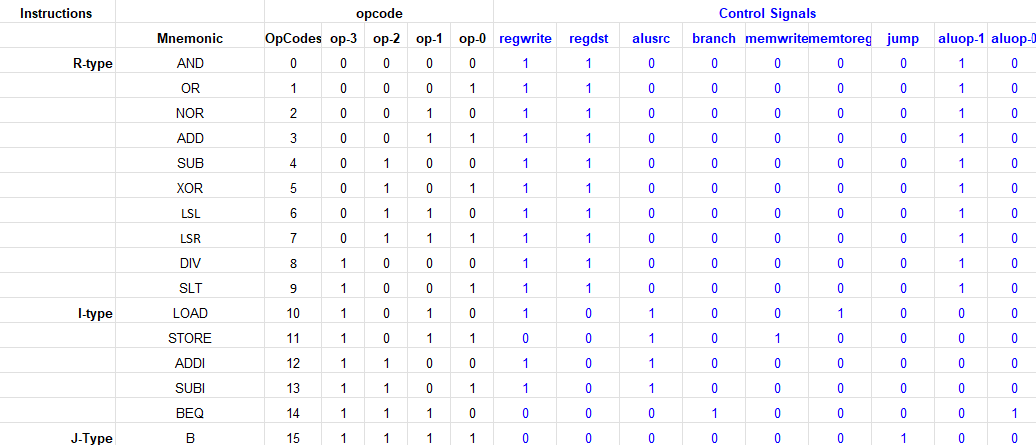 Instructions opcode Control Signals
Mnemonic OpCodes op-3 op-2 op-1 op-0 regwrite regdst alusrc branch memwrite memtoreg jump aluop-1 aluop-0
R-type AND 0 0 0 0 0 1 1 0 0 0 0 0 1 0
OR 1 0 0 0 1 1 1 0 0 0 0 0 1 0
NOR 2 0 0 1 0 1 1 0 0 0 0 0 1 0
ADD 3 0 0 1 1 1 1 0 0 0 0 0 1 0
SUB 4 0 1 0 0 1 1 0 0 0 0 0 1 0
XOR 5 0 1 0 1 1 1 0 0 0 0 0 1 0
LSL 6 0 1 1 0 1 1 0 0 0 0 0 1 0
LSR 7 0 1 1 1 1 1 0 0 0 0 0 1 0
DIV 8 1 0 0 0 1 1 0 0 0 0 0 1 0
SLT 9 1 0 0 1 1 1 0 0 0 0 0 1 0
I-type LOAD 10 1 0 1 0 1 0 1 0 0 1 0 0 0
STORE 11 1 0 1 1 0 0 1 0 1 0 0 0 0
ADDI 12 1 1 0 0 1 0 1 0 0 0 0 0 0
SUBI 13 1 1 0 1 1 0 1 0 0 0 0 0 0
BEQ 14 1 1 1 0 0 0 0 1 0 0 0 0 1
J-Type B 15 1 1 1 1 0 0 0 0 0 0 1 0 0